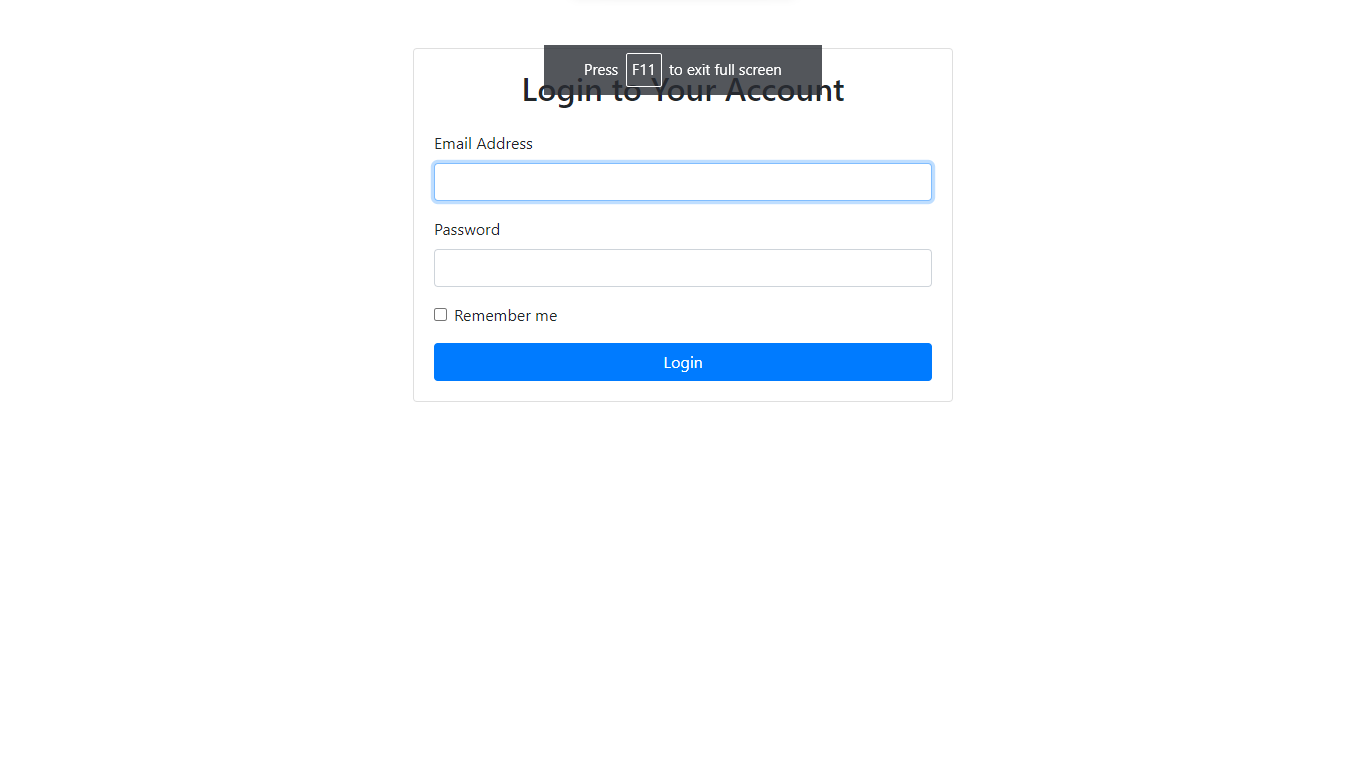 Press F11 to exit full screen
Login to Your Account
Email Address
Password
Remember me
Login